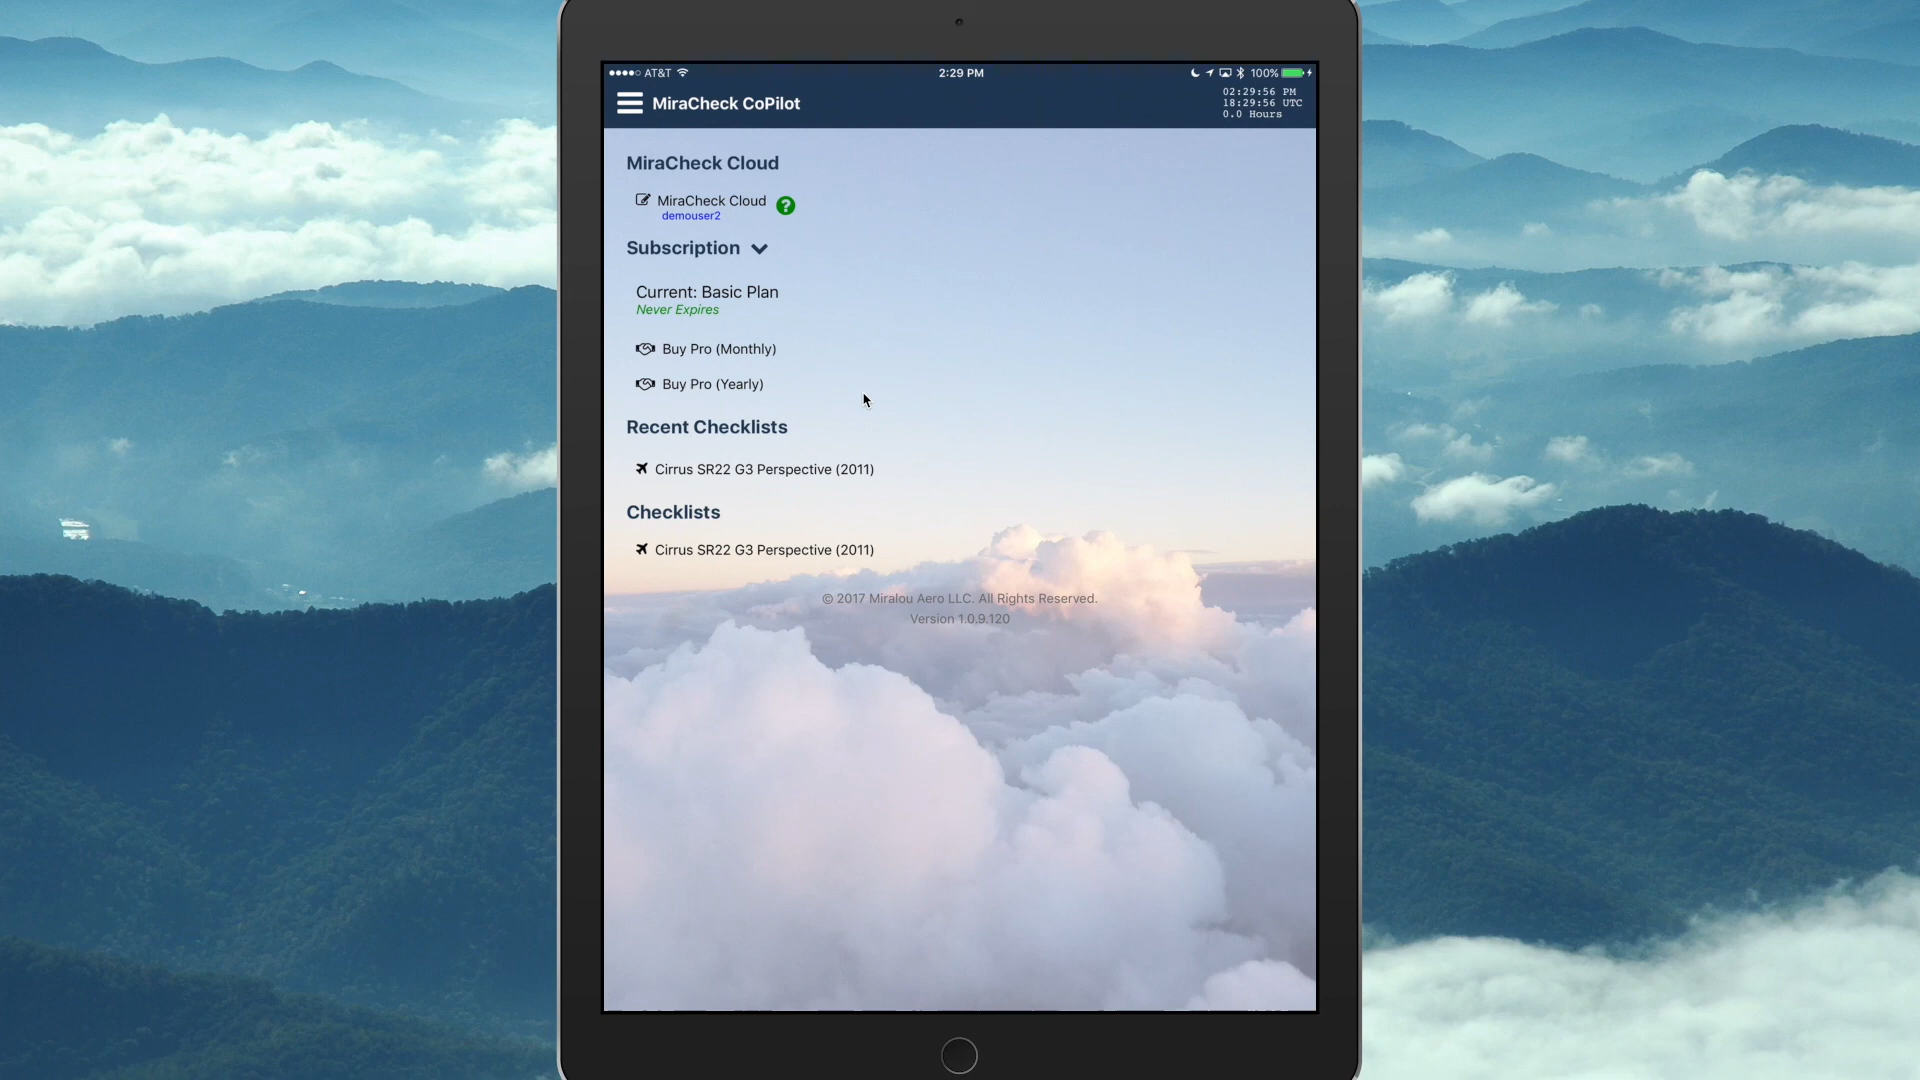 AT&T
2:29 PM
100%
MiraCheck CoPilot
02:29:56 PM
18:29:56 UTC
0.0 Hours
MiraCheck Cloud
MiraCheck Cloud
demouser2
?
Subscription
Current: Basic Plan
Never Expires
Buy Pro (Monthly)
Buy Pro (Yearly)
Recent Checklists
Cirrus SR22 G3 Perspective (2011)
Checklists
Cirrus SR22 G3 Perspective (2011)
© 2017 Miralou Aero LLC. All Rights Reserved.
Version 1.0.9.120